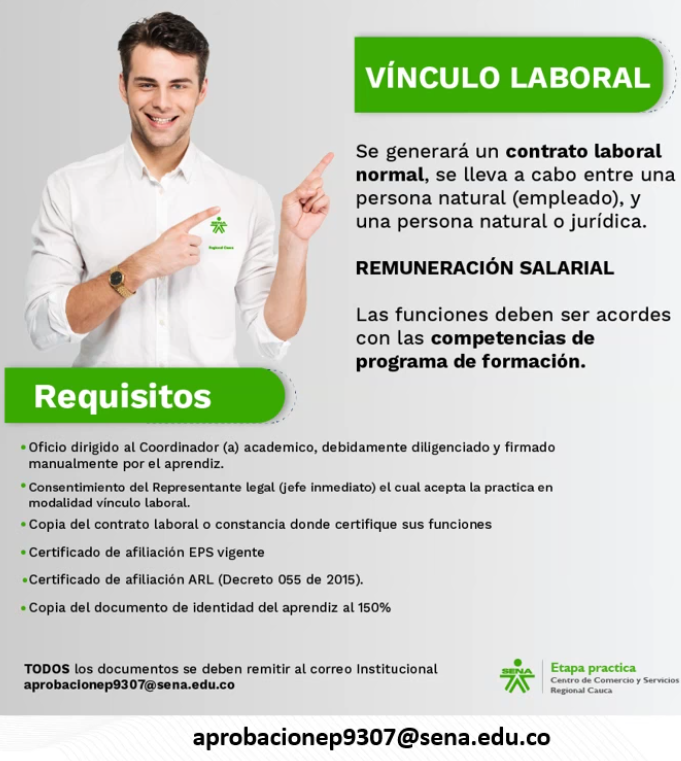 VÍNCULO LABORAL
Se generará un contrato laboral
normal, se lleva a cabo entre una
persona natural (empleado), y
una persona natural o jurídica.
REMUNERACIÓN SALARIAL
Las funciones deben ser acordes
con las competencias de
programa de formación.
SENA
Regional Cauca
Requisitos
• Oficio dirigido al Coordinador (a) academico, debidamente diligenciado y firmado
manualmente por el aprendiz.
• Consentimiento del Representante legal (jefe inmediato) el cual acepta la practica en
modalidad vínculo laboral.
• Copia del contrato laboral o constancia donde certifique sus funciones
• Certificado de afiliación EPS vigente
• Certificado de afiliación ARL (Decreto 055 de 2015).
• Copia del documento de identidad del aprendiz al 150%
TODOS los documentos se deben remitir al correo Institucional
aprobacionep9307@sena.edu.co
SENA
Etapa practica
Centro de Comercio y Servicios
Regional Cauca
aprobacionep9307@sena.edu.co